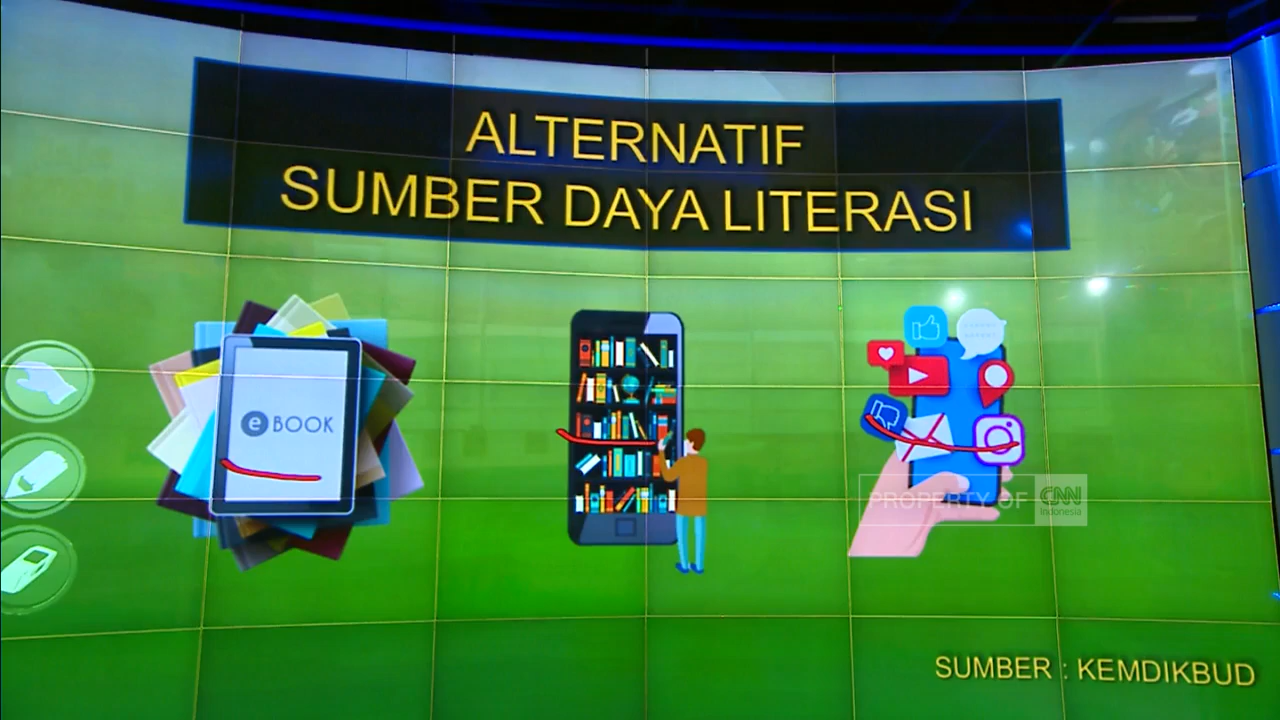 ALTERNATIF
SUMBER DAYA LITERASI
eBOOK
PROPERTY OF CNN
Indonesia
SUMBER : KEMDIKBUD